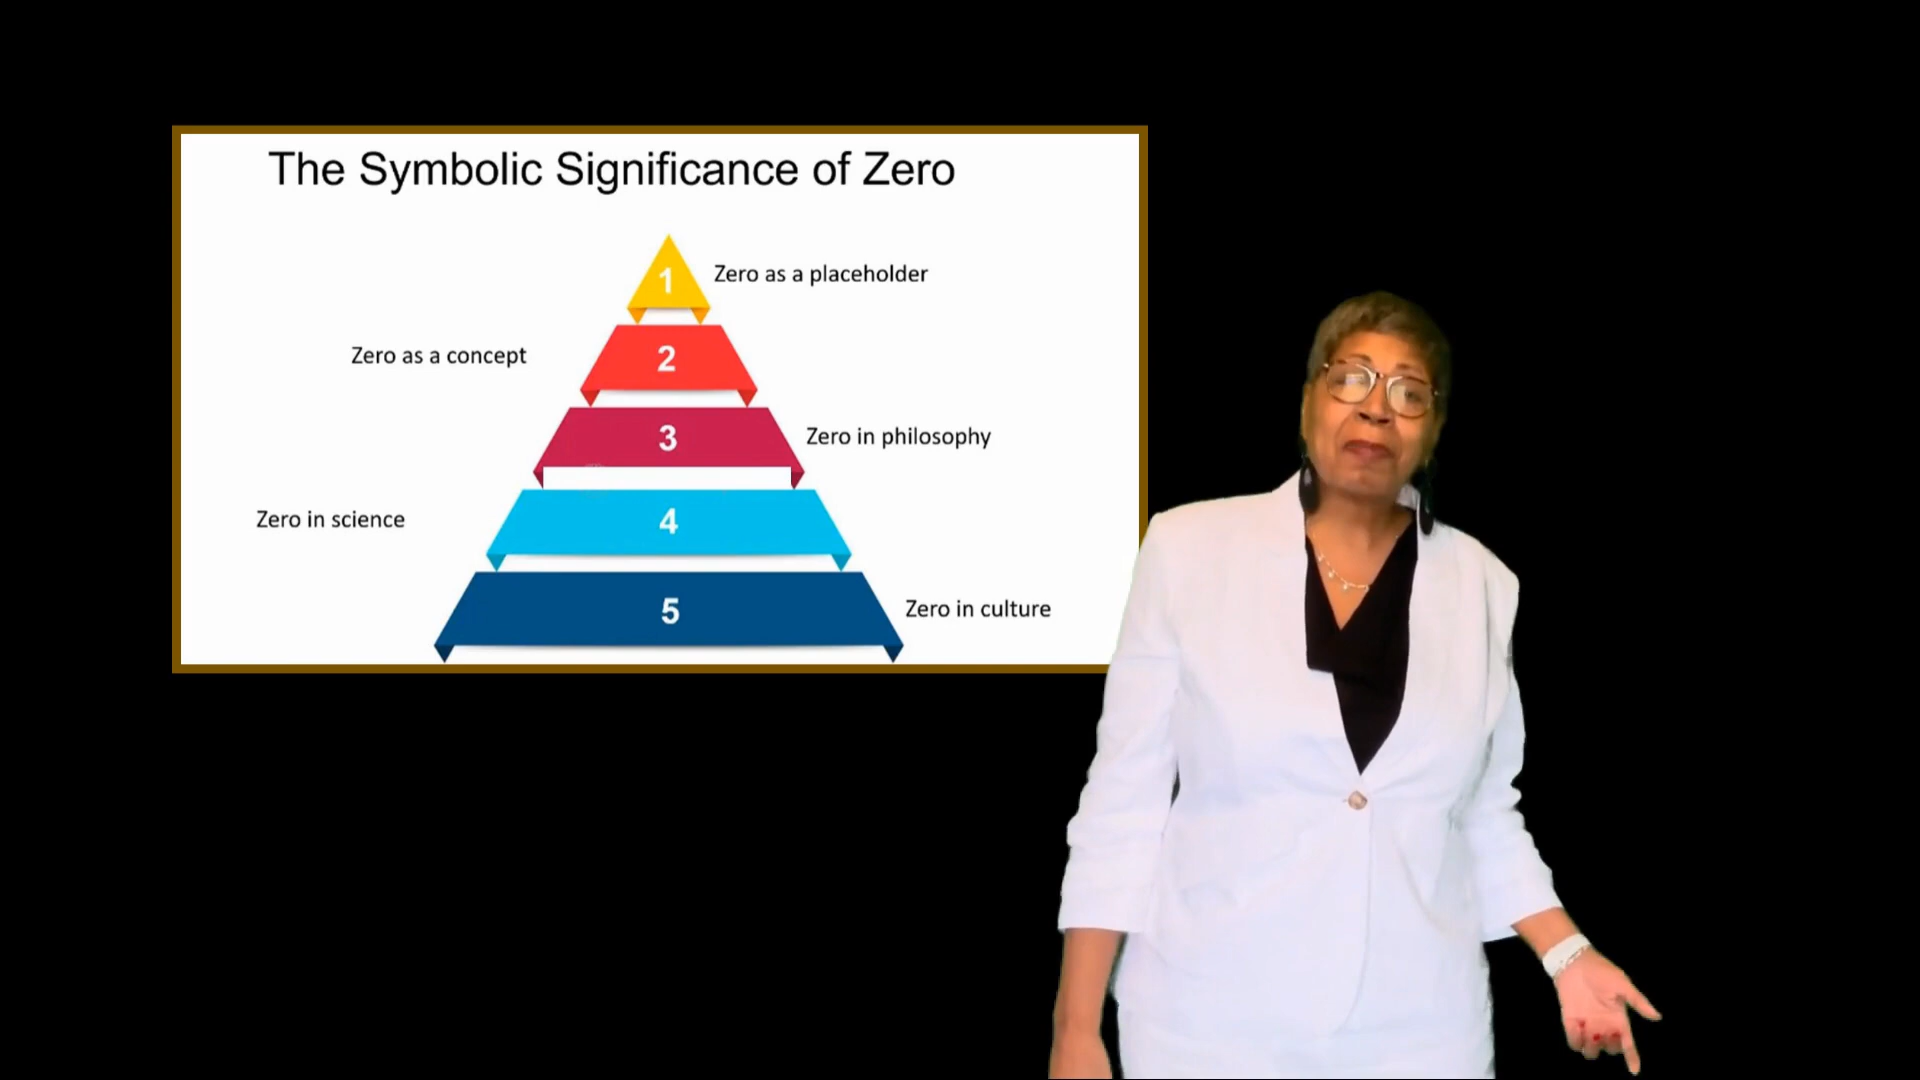 The Symbolic Significance of Zero
1
Zero as a placeholder
Zero as a concept
2
3
Zero in philosophy
Zero in science
4
5
Zero in culture